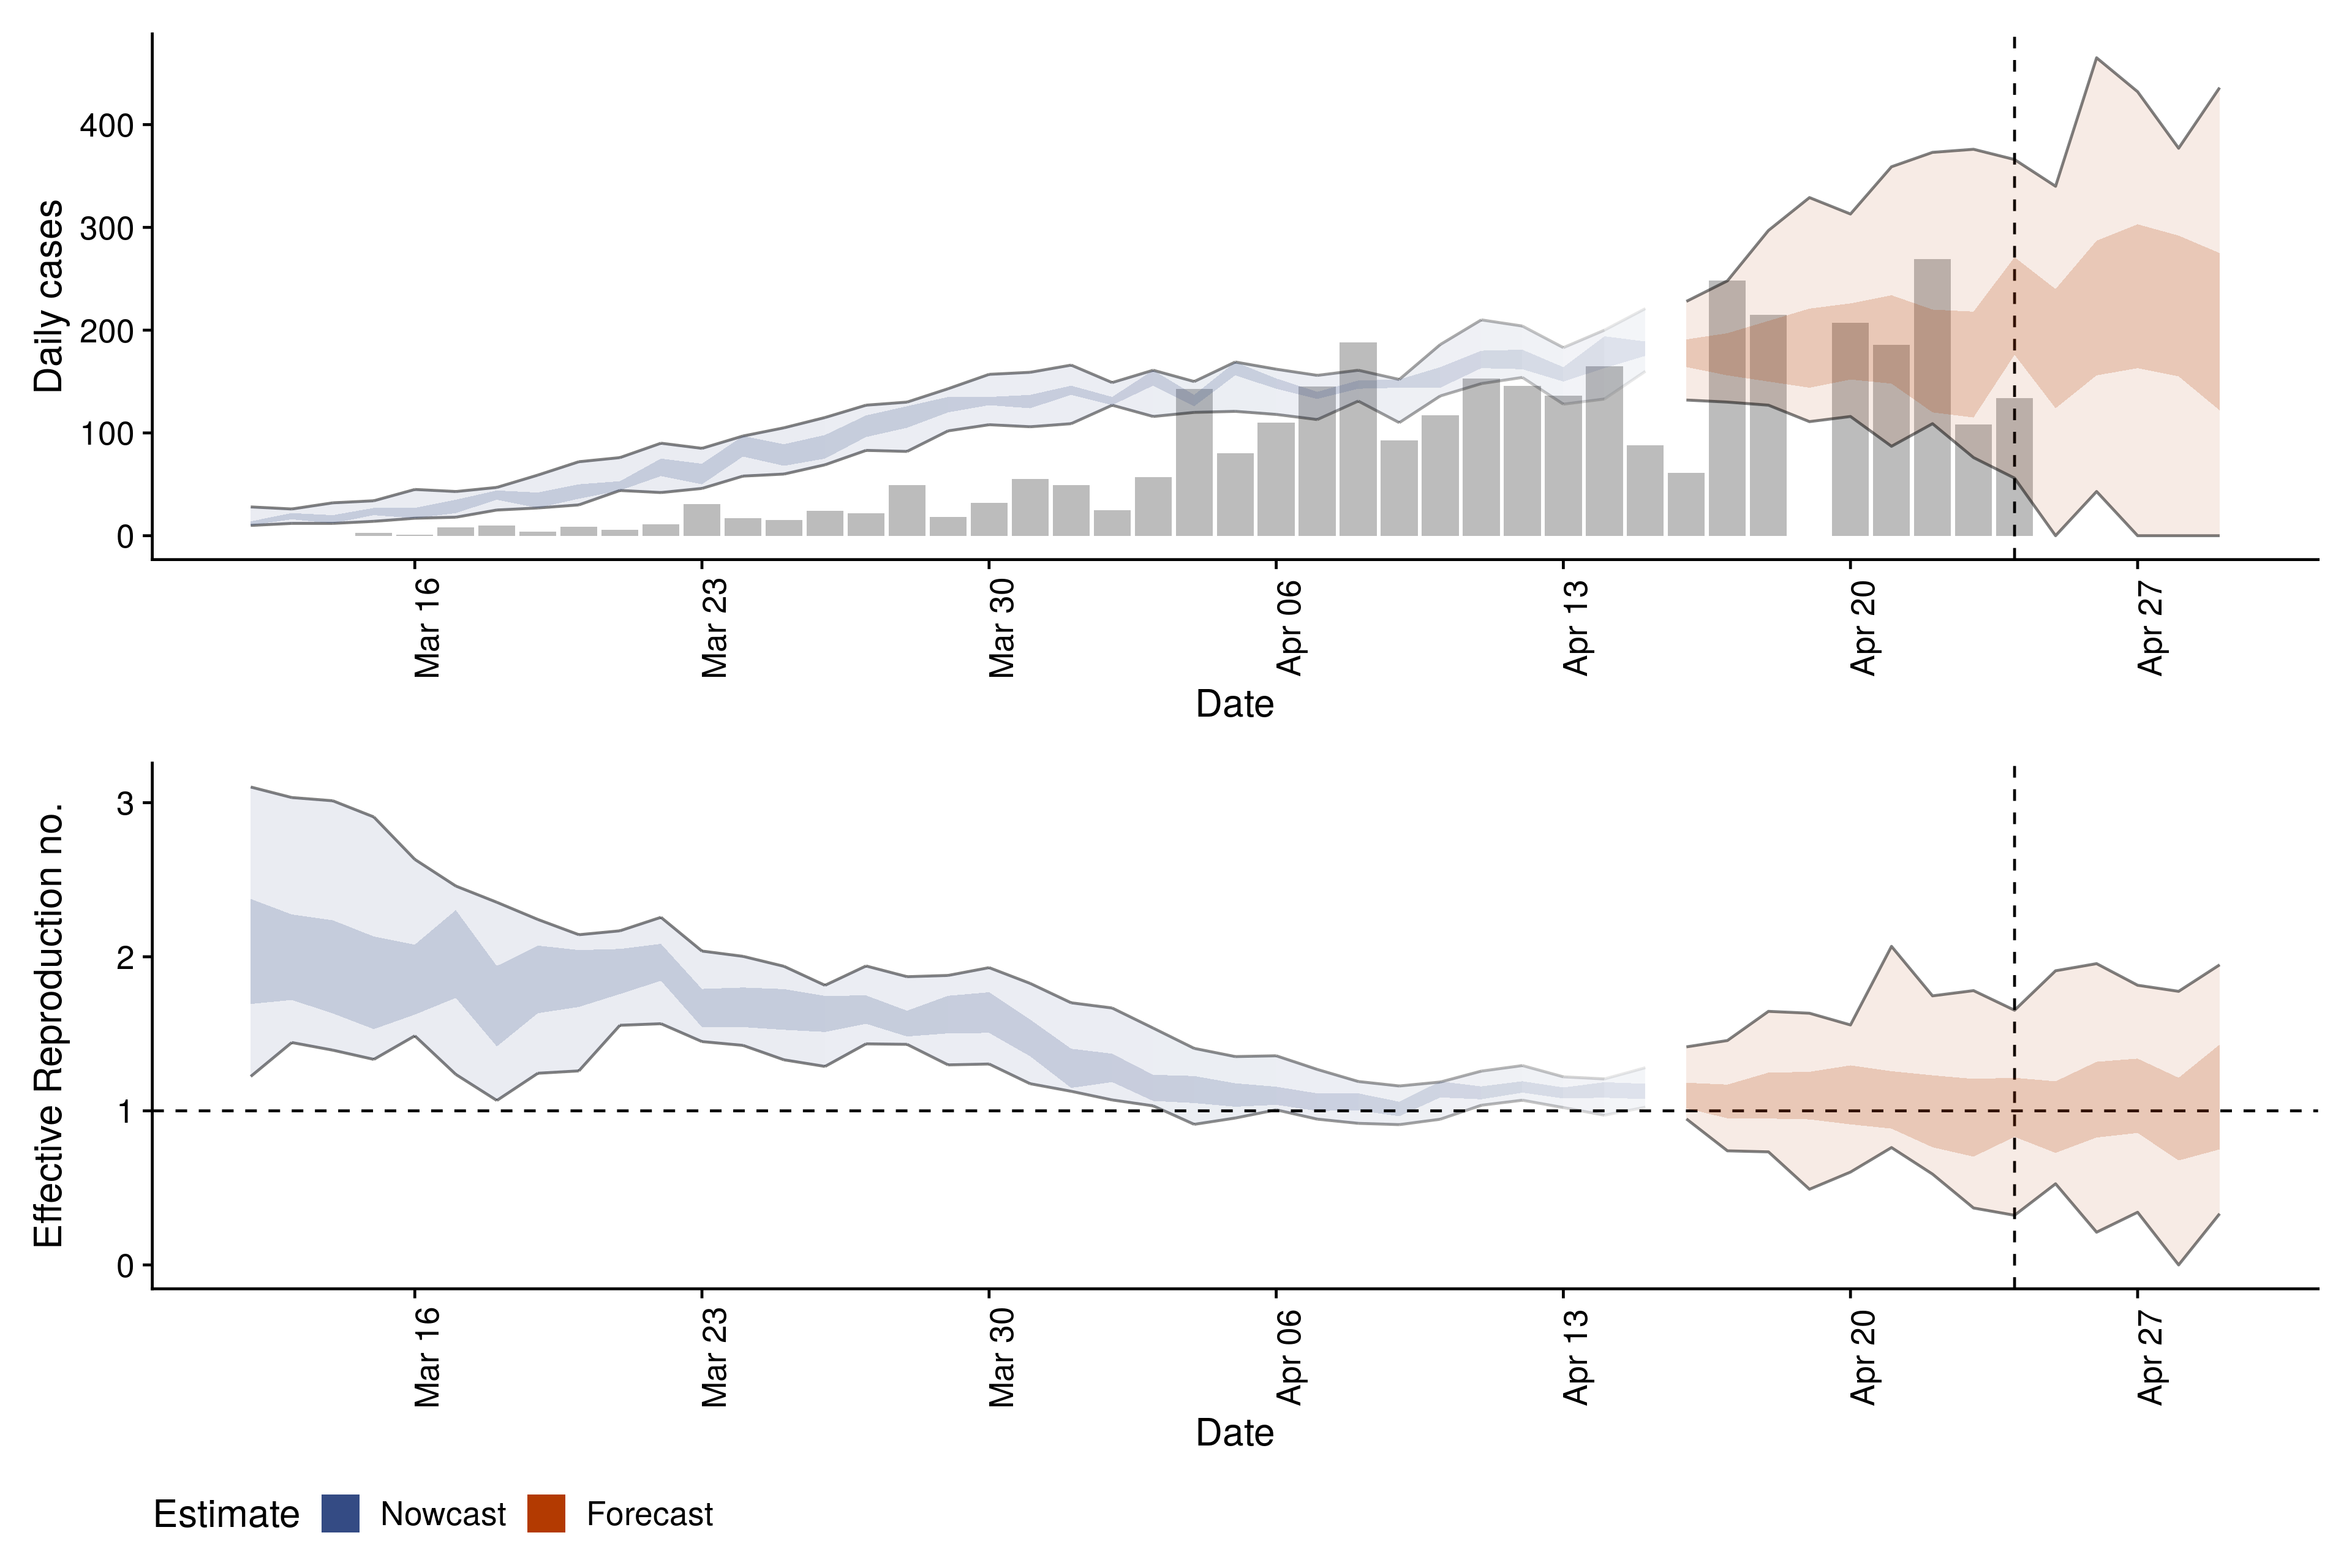 Daily cases
400
300
200
100
0
Mar 16
Mar 23
Mar 30
Apr 06
Apr 13
Apr 20
Apr 27
Date
Effective Reproduction no.
3
2
1
0
Mar 16
Mar 23
Mar 30
Apr 06
Apr 13
Apr 20
Apr 27
Date
Estimate Nowcast Forecast